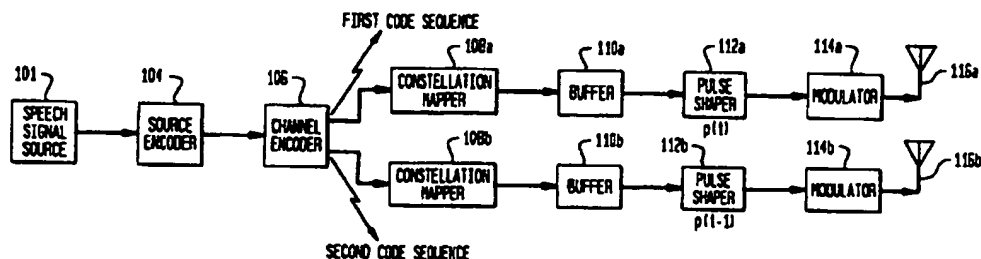 FIRST CODE SEQUENCE
101
SPEECH
SIGNAL
SOURCE
104
SOURCE
ENCODER
106
CHANNEL
ENCODER
108a
CONSTELLATION
MAPPER
110a
BUFFER
112a
PULSE
SHAPER
p(t)
114a
MODULATOR
116a
108b
CONSTELLATION
MAPPER
110b
BUFFER
112b
PULSE
SHAPER
p(t-1)
114b
MODULATOR
116b
SECOND CODE SEQUENCE